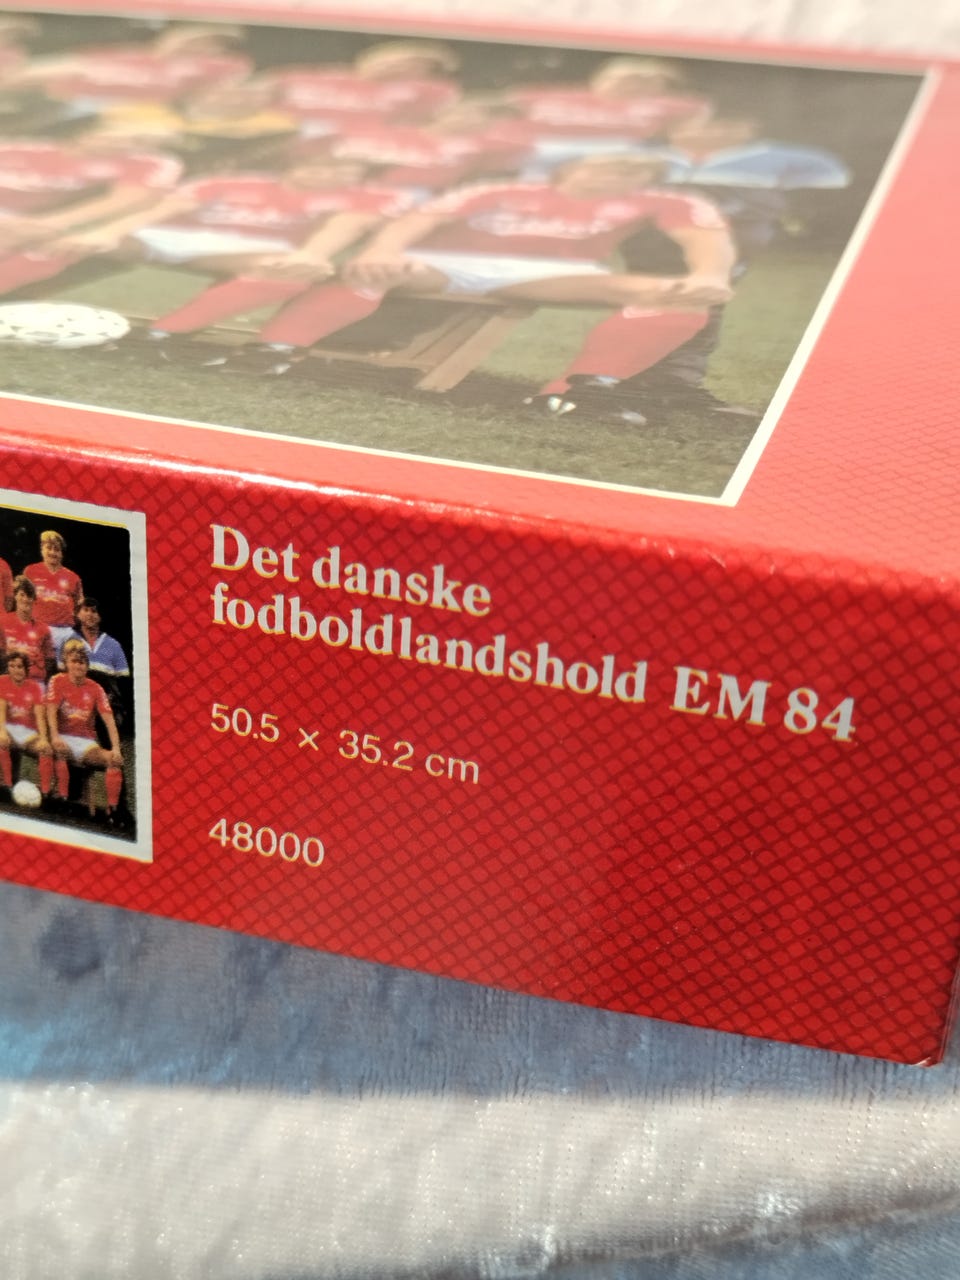 Det danske
fodboldlandshold EM 84
50.5 × 35.2 cm
48000